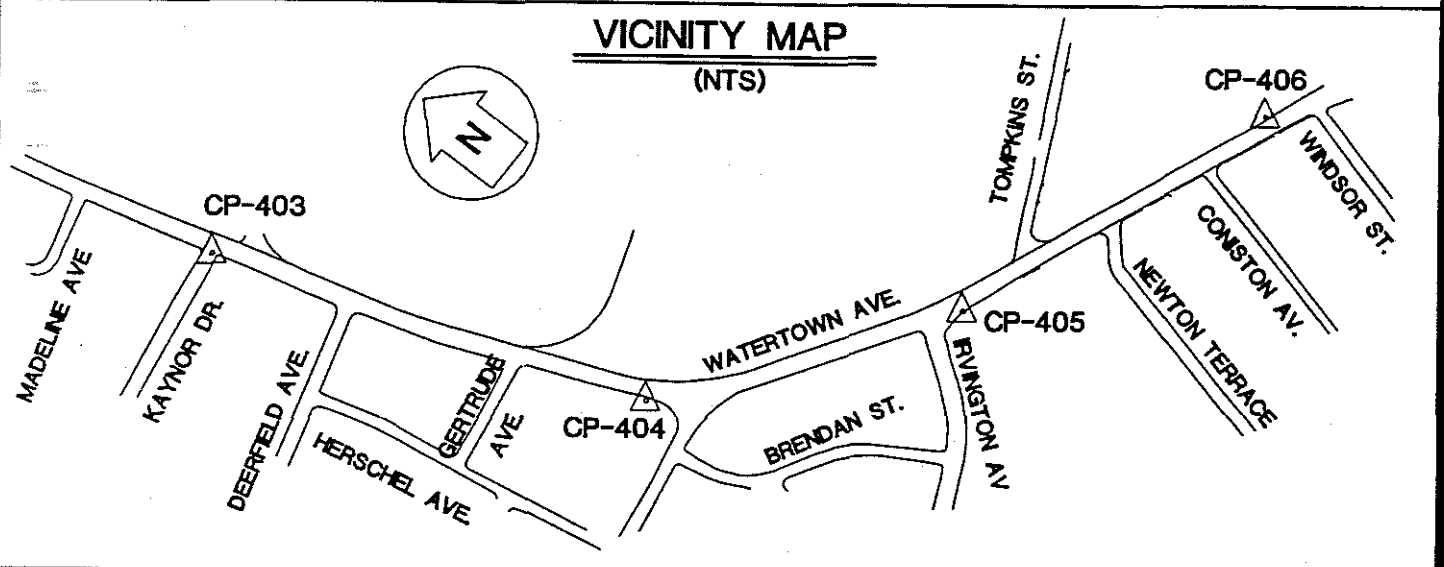 VICINITY MAP
(NTS)
N
CP-403
CP-406
TOMPKINS ST.
WINDSOR ST.
CONISTON AV.
NEWTON TERRACE
MADELINE AVE
KAYNOR DR.
DEERFIELD AVE.
HERSCHEL AVE.
GERTRUDE
AVE.
CP-404
WATERTOWN AVE.
CP-405
BRENDAN ST.
IRVINGTON AV